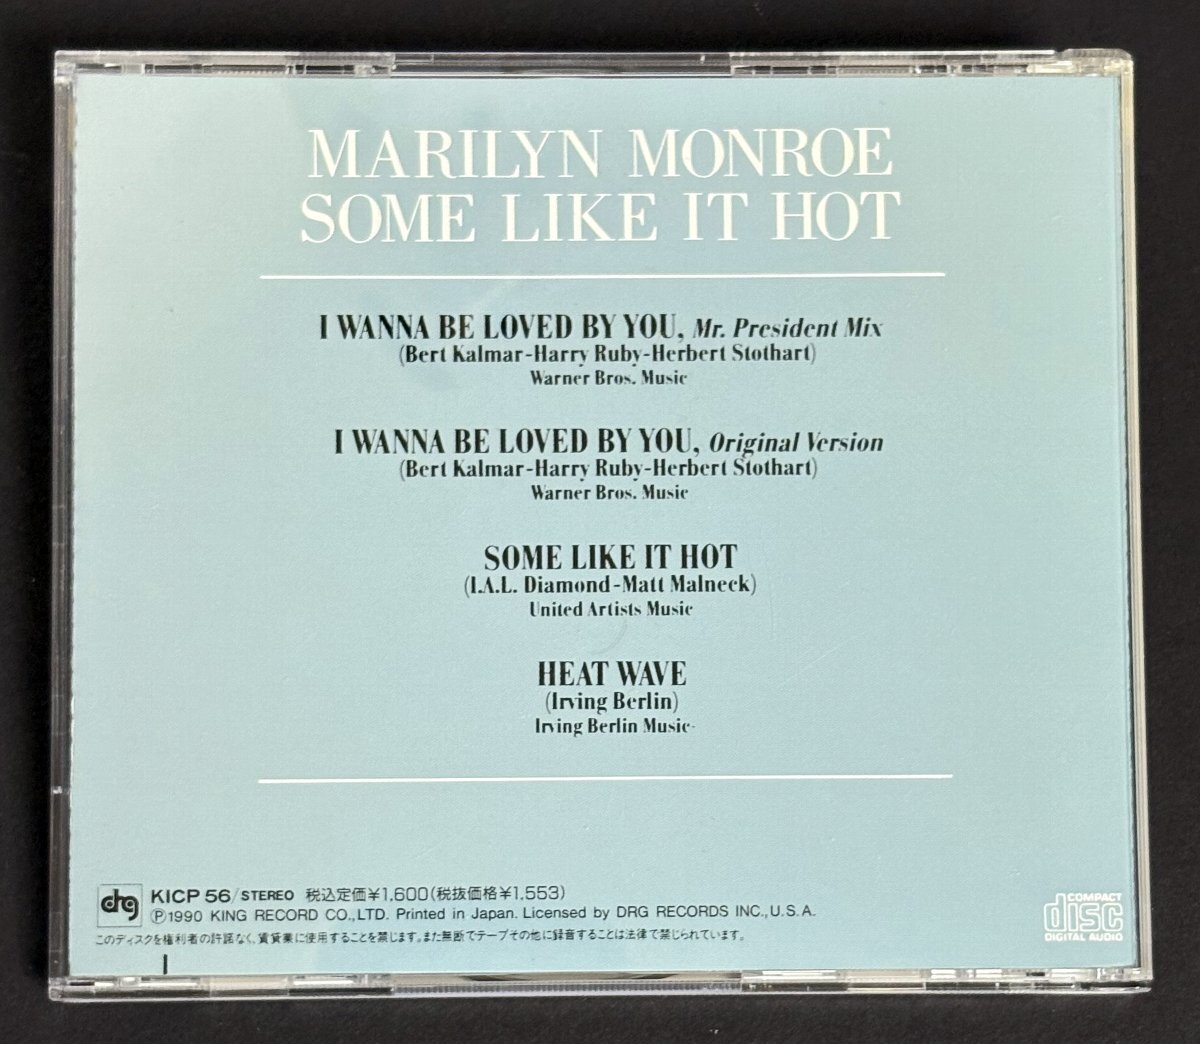 MARILYN MONROE
SOME LIKE IT HOT
I WANNA BE LOVED BY YOU, Mr. President Mix
(Bert Kalmar-Harry Ruby-Herbert Stothart)
Warner Bros. Music
I WANNA BE LOVED BY YOU, Original Version
(Bert Kalmar-Harry Ruby-Herbert Stothart)
Warner Bros. Music
SOME LIKE IT HOT
(I.A.L. Diamond-Matt Malneck)
United Artists Music
HEAT WAVE
(Irving Berlin)
Irving Berlin Music
drg KICP 56/STEREO 税込定価¥1,600(税抜価格¥1,553)
Ⓟ1990 KING RECORD CO.,LTD. Printed in Japan. Licensed by DRG RECORDS INC.,U.S.A.
このディスクを権利者の許諾なく、賃貸業に使用することを禁じます。また無断でテープその他に録音することは法律で禁じられています。
COMPACT
disc
DIGITAL AUDIO